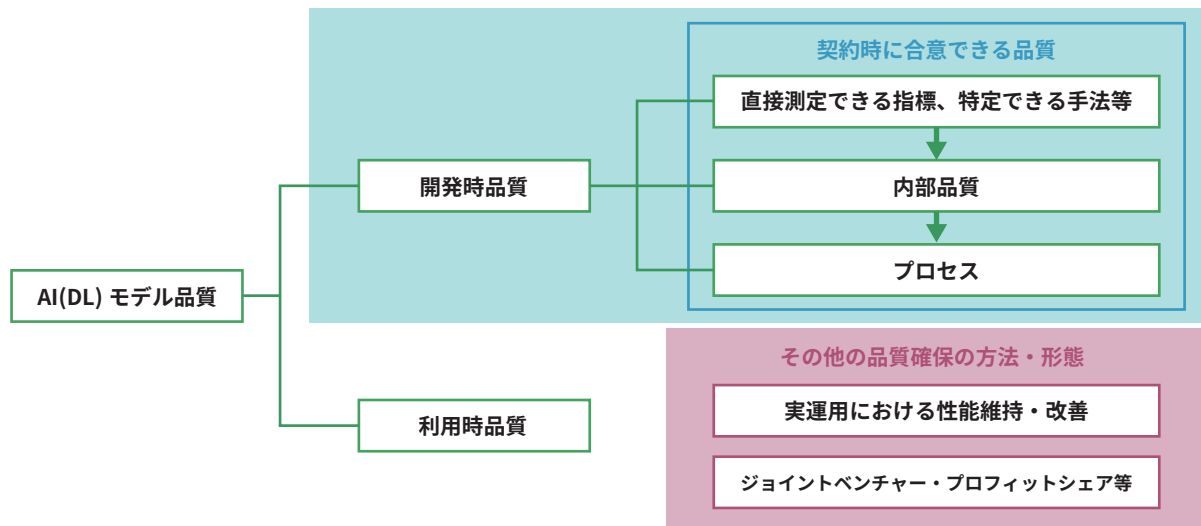 AI(DL) モデル品質
開発時品質
利用時品質
契約時に合意できる品質
直接測定できる指標、特定できる手法等
内部品質
プロセス
その他の品質確保の方法・形態
実運用における性能維持・改善
ジョイントベンチャー・プロフィットシェア等